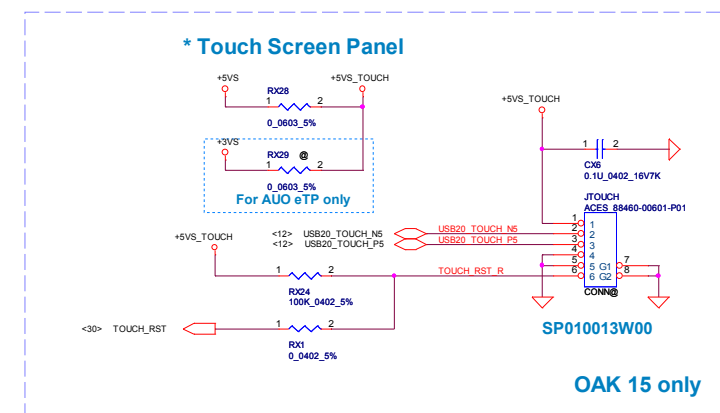 * Touch Screen Panel
+5VS
RX28
+5VS_TOUCH
1 2
0_0603_5%
+3VS
RX29 @
1 2
0_0603_5%
For AUO eTP only
+5VS_TOUCH
1 2
CX6
0.1U_0402_16V7K
JTOUCH
ACES_88460-00601-P01
<12> USB20_TOUCH_N5
USB20_TOUCH_N5
<12> USB20_TOUCH_P5
USB20_TOUCH_P5
1 1
2 2
3 3
4 4
5 5 G1 7
6 6 G2 8
CONN@
+5VS_TOUCH
1 2
TOUCH_RST_R
RX24
100K_0402_5%
<30> TOUCH_RST
1 2
RX1
0_0402_5%
SP010013W00
OAK 15 only